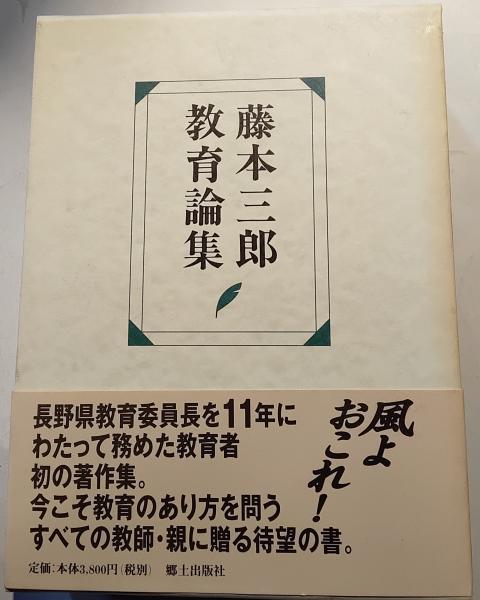 藤本三郎
教育論集
風よ
おこれ!
長野県教育委員長を11年に
わたって務めた教育者
初の著作集。
今こそ教育のあり方を問う
すべての教師・親に贈る待望の書。
定価:本体3,800円(税別) 郷土出版社